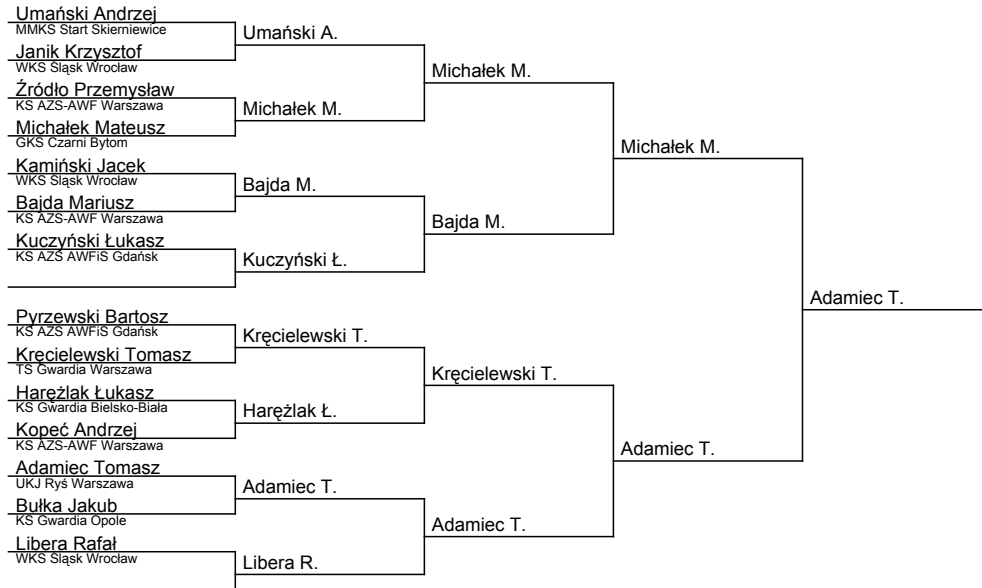 Umański Andrzej
MMKS Start Skierniewice
Janik Krzysztof
WKS Śląsk Wrocław
Źródło Przemysław
KS AZS-AWF Warszawa
Michałek Mateusz
GKS Czarni Bytom
Kamiński Jacek
WKS Śląsk Wrocław
Bajda Mariusz
KS AZS-AWF Warszawa
Kuczyński Łukasz
KS AZS AWFiS Gdańsk
Pyrzewski Bartosz
KS AZS AWFiS Gdańsk
Kręcielewski Tomasz
TS Gwardia Warszawa
Harężlak Łukasz
KS Gwardia Bielsko-Biała
Kopeć Andrzej
KS AZS-AWF Warszawa
Adamiec Tomasz
UKJ Ryś Warszawa
Bułka Jakub
KS Gwardia Opole
Libera Rafał
WKS Śląsk Wrocław
Umański A.
Michałek M.
Bajda M.
Kuczyński Ł.
Kręcielewski T.
Harężlak Ł.
Adamiec T.
Libera R.
Michałek M.
Bajda M.
Kręcielewski T.
Adamiec T.
Michałek M.
Adamiec T.
Adamiec T.